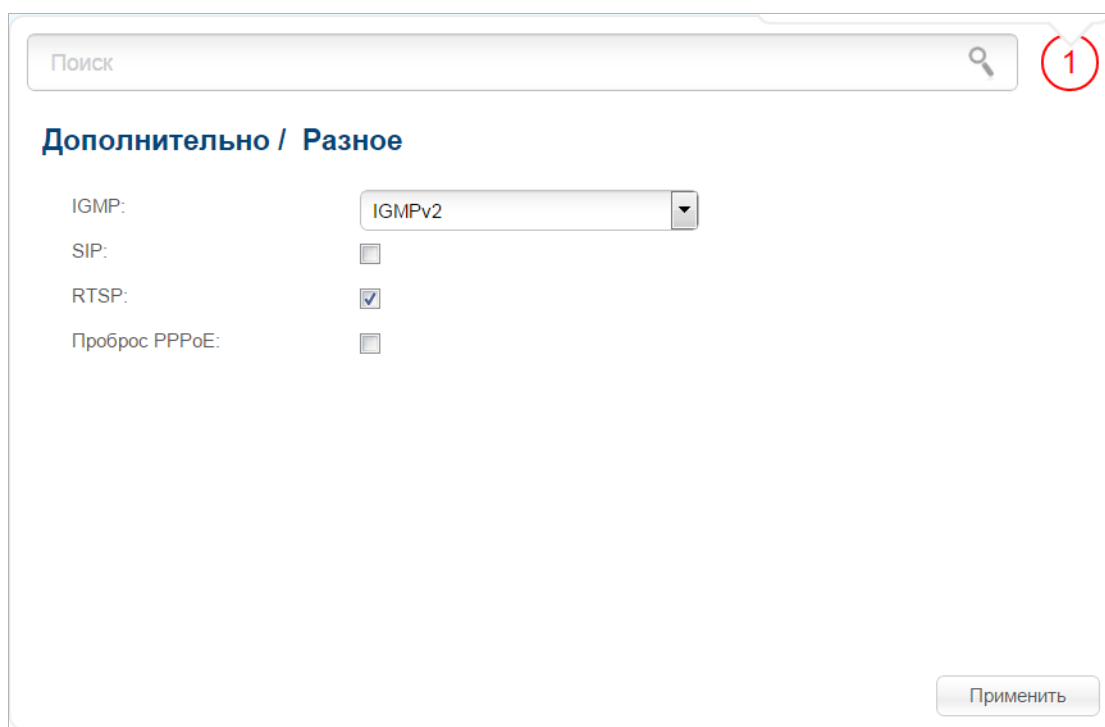 Поиск 1
Дополнительно / Разное
IGMP: IGMPv2
SIP:
RTSP:
Проброс PPPoE:
Применить